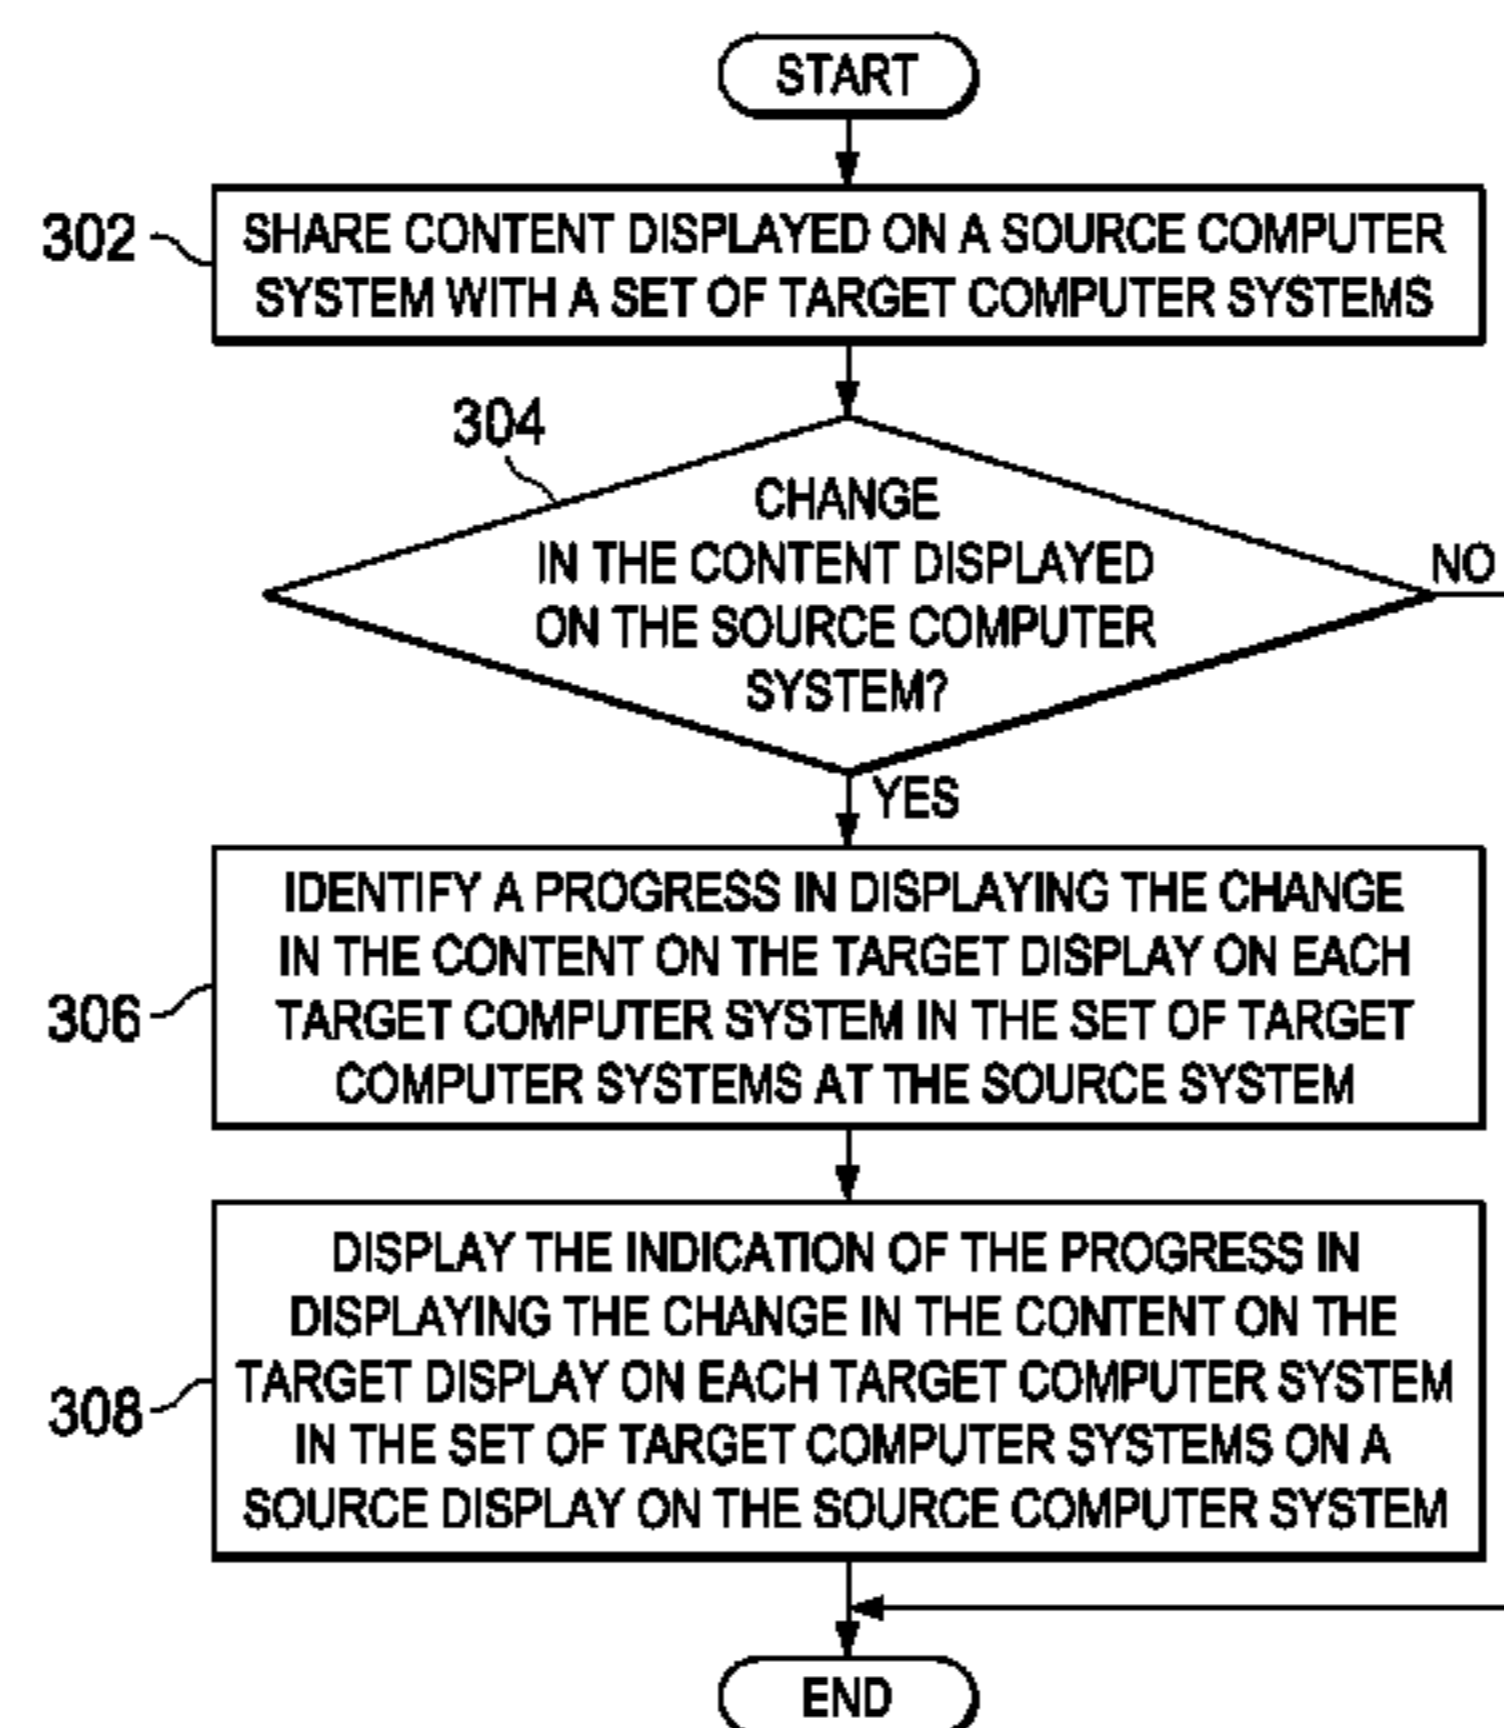 START
302
SHARE CONTENT DISPLAYED ON A SOURCE COMPUTER
SYSTEM WITH A SET OF TARGET COMPUTER SYSTEMS
304
CHANGE
IN THE CONTENT DISPLAYED
ON THE SOURCE COMPUTER
SYSTEM?
NO
YES
306
IDENTIFY A PROGRESS IN DISPLAYING THE CHANGE
IN THE CONTENT ON THE TARGET DISPLAY ON EACH
TARGET COMPUTER SYSTEM IN THE SET OF TARGET
COMPUTER SYSTEMS AT THE SOURCE SYSTEM
308
DISPLAY THE INDICATION OF THE PROGRESS IN
DISPLAYING THE CHANGE IN THE CONTENT ON THE
TARGET DISPLAY ON EACH TARGET COMPUTER SYSTEM
IN THE SET OF TARGET COMPUTER SYSTEMS ON A
SOURCE DISPLAY ON THE SOURCE COMPUTER SYSTEM
END